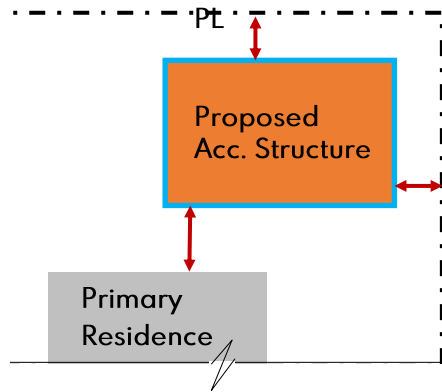 PL
Proposed
Acc. Structure
Primary
Residence